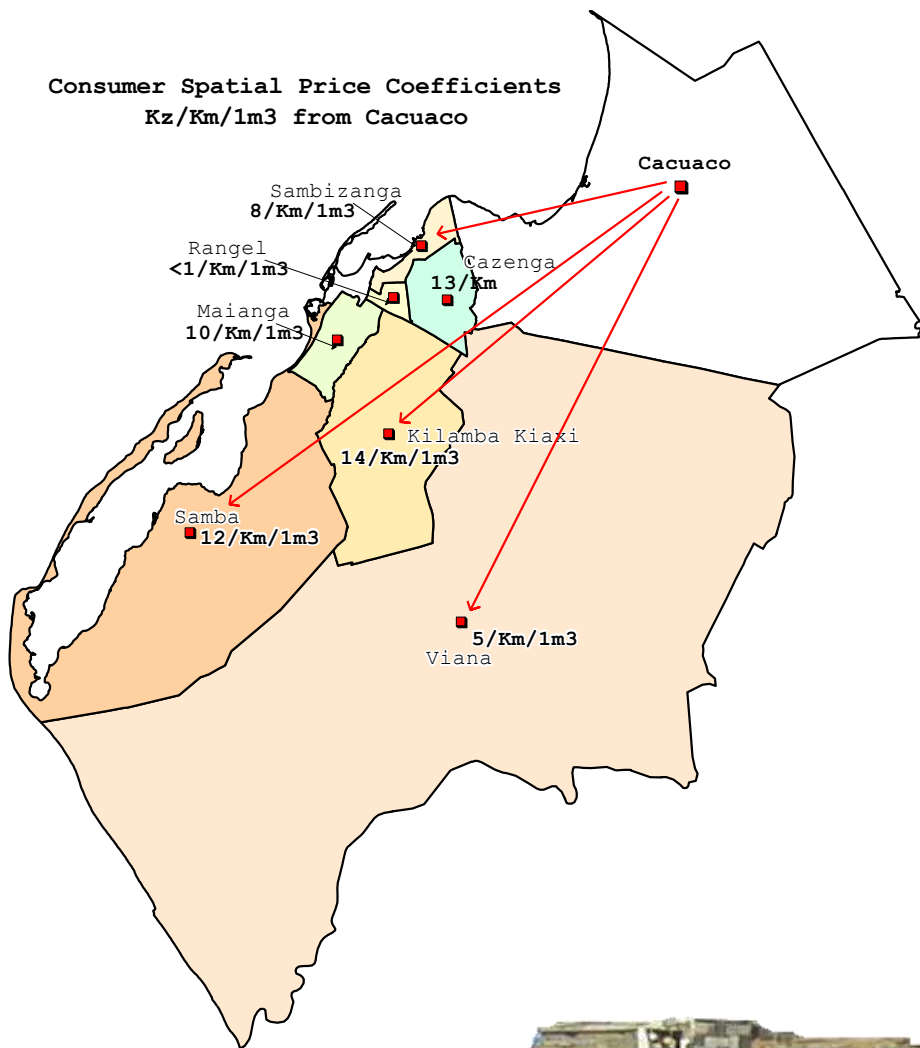 Consumer Spatial Price Coefficients
Kz/Km/1m3 from Cacuaco
Cacuaco
Sambizanga
8/Km/1m3
Rangel
<1/Km/1m3
Cazenga
13/Km
Maianga
10/Km/1m3
Kilamba Kiaxi
14/Km/1m3
Samba
12/Km/1m3
5/Km/1m3
Viana